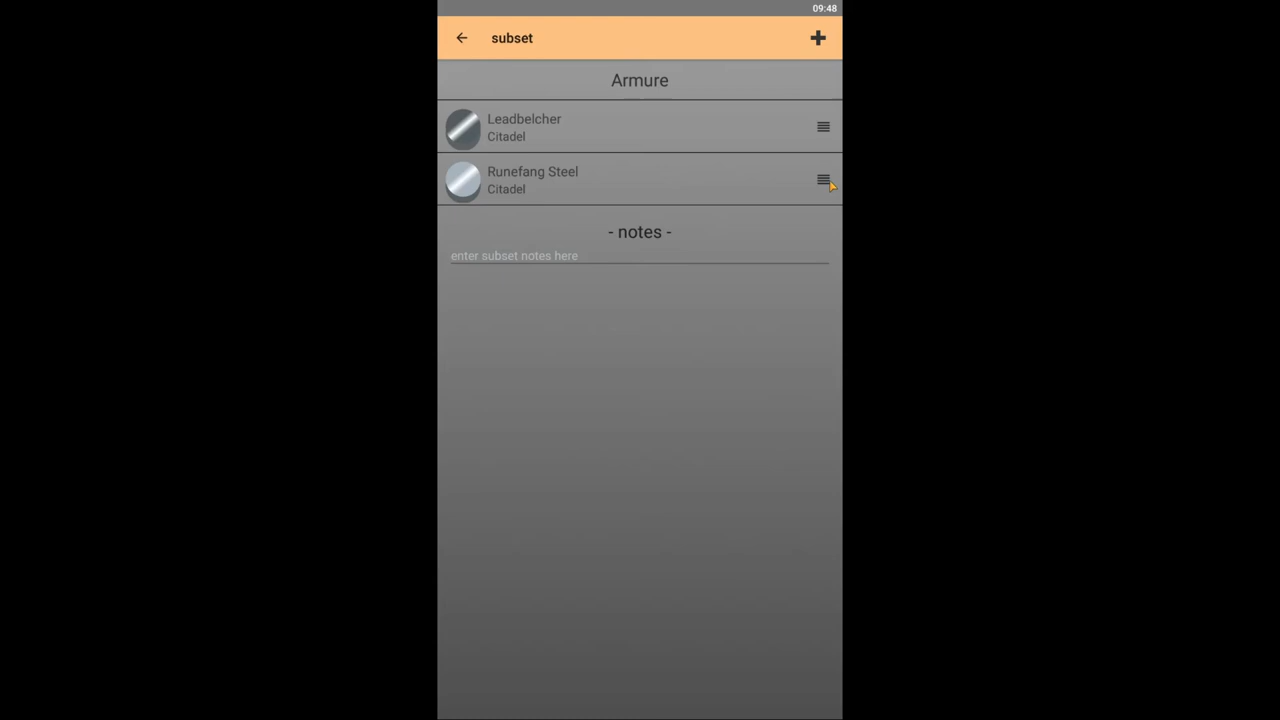 09:48
subset
Armure
Leadbelcher
Citadel
Runefang Steel
Citadel
- notes -
enter subset notes here